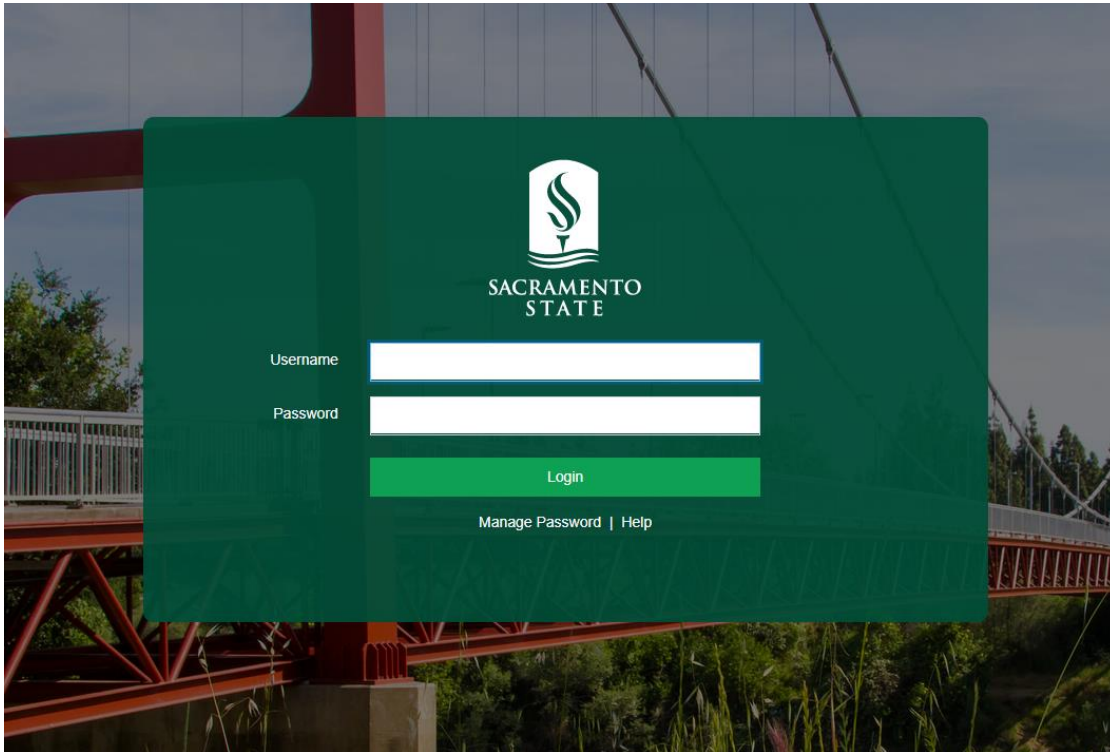 SACRAMENTO
STATE
Username
Password
Login
Manage Password | Help